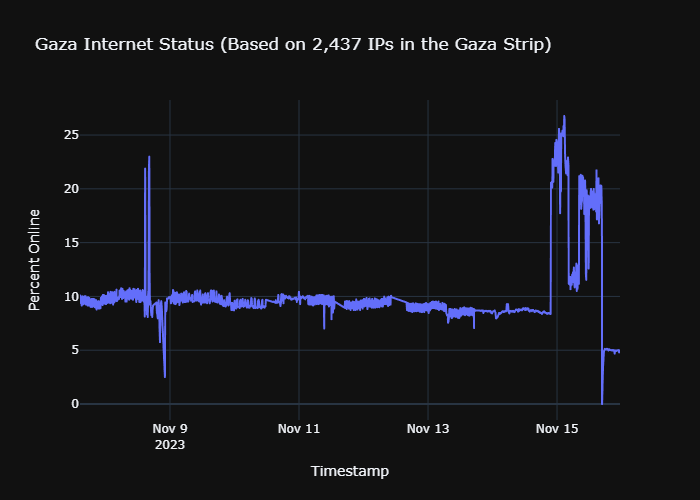 Gaza Internet Status (Based on 2,437 IPs in the Gaza Strip)
Percent Online
25
20
15
10
5
0
Nov 9
2023
Nov 11
Nov 13
Nov 15
Timestamp